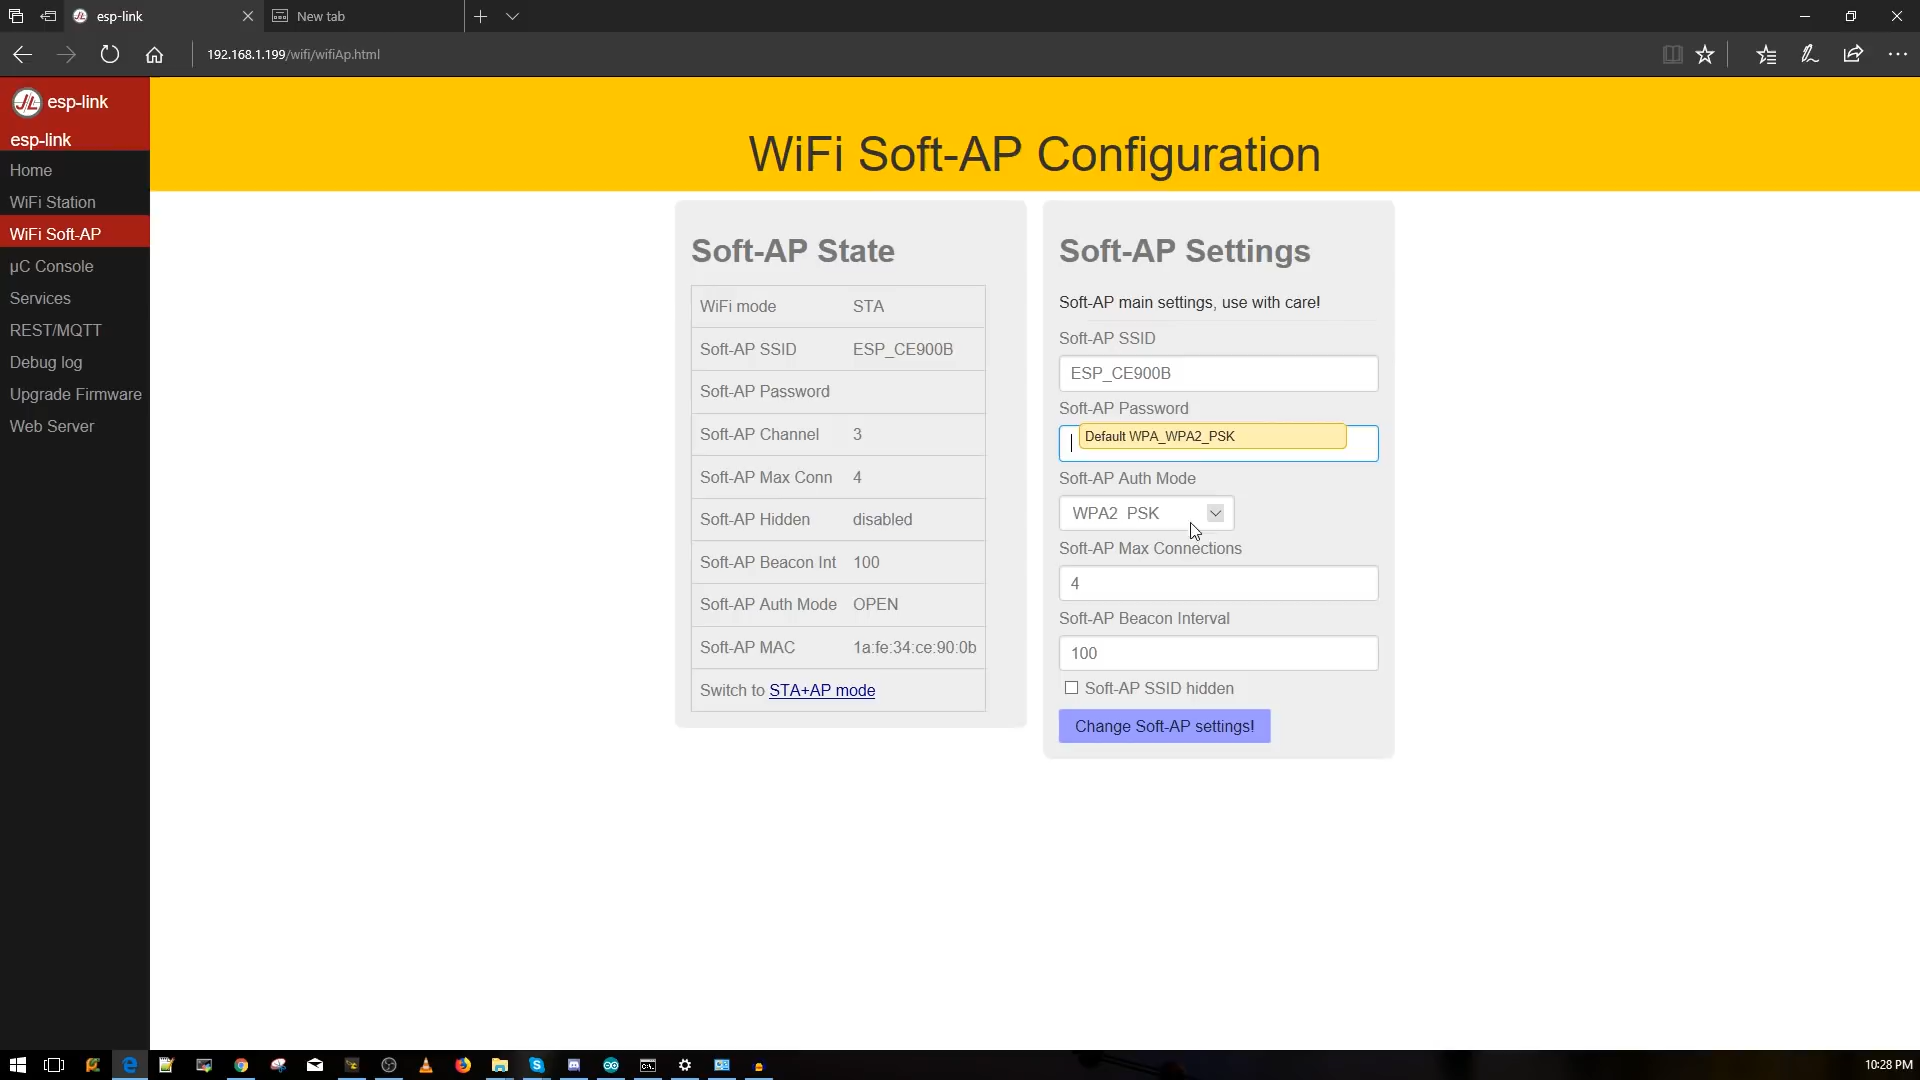 esp-link
New tab
192.168.1.199/wifi/wifiAp.html
esp-link
esp-link
Home
WiFi Station
WiFi Soft-AP
µC Console
Services
REST/MQTT
Debug log
Upgrade Firmware
Web Server
WiFi Soft-AP Configuration
Soft-AP State
WiFi mode STA
Soft-AP SSID ESP_CE900B
Soft-AP Password
Soft-AP Channel 3
Soft-AP Max Conn 4
Soft-AP Hidden disabled
Soft-AP Beacon Int 100
Soft-AP Auth Mode OPEN
Soft-AP MAC 1a:fe:34:ce:90:0b
Switch to STA+AP mode
Soft-AP Settings
Soft-AP main settings, use with care!
Soft-AP SSID
ESP_CE900B
Soft-AP Password
Default WPA_WPA2_PSK
Soft-AP Auth Mode
WPA2_PSK
Soft-AP Max Connections
4
Soft-AP Beacon Interval
100
Soft-AP SSID hidden
Change Soft-AP settings!
10:28 PM